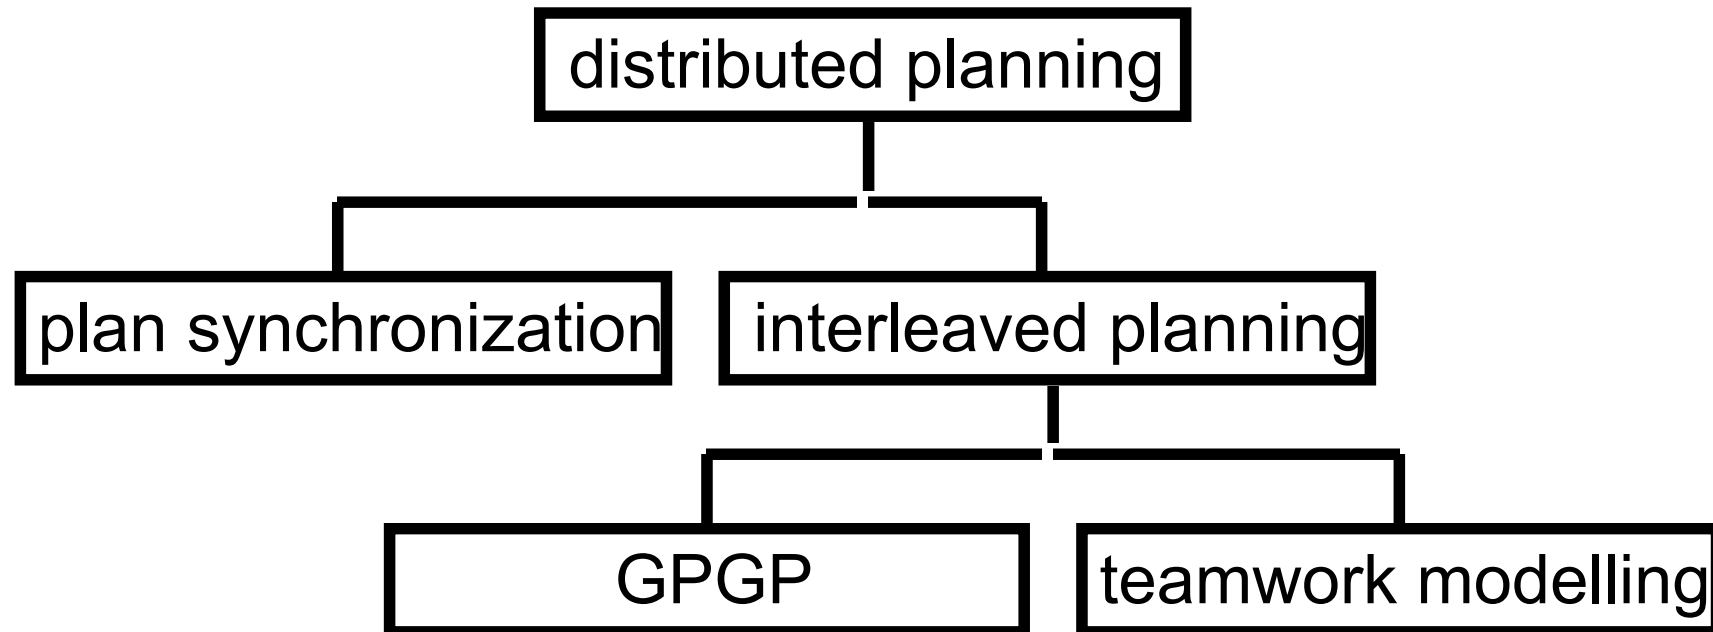 distributed planning
plan synchronization
interleaved planning
GPGP
teamwork modelling